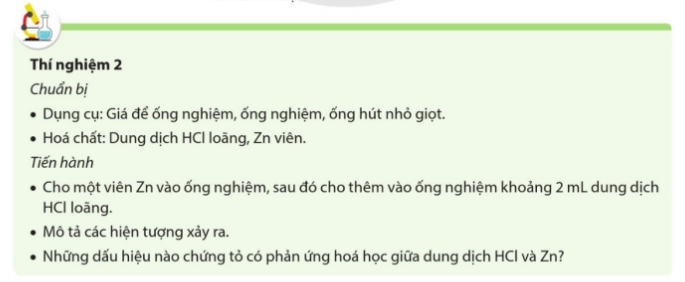 Thí nghiệm 2
Chuẩn bị
• Dụng cụ: Giá để ống nghiệm, ống nghiệm, ống hút nhỏ giọt.
• Hoá chất: Dung dịch HCl loãng, Zn viên.
Tiến hành
• Cho một viên Zn vào ống nghiệm, sau đó cho thêm vào ống nghiệm khoảng 2 mL dung dịch
HCl loãng.
• Mô tả các hiện tượng xảy ra.
• Những dấu hiệu nào chứng tỏ có phản ứng hoá học giữa dung dịch HCl và Zn?